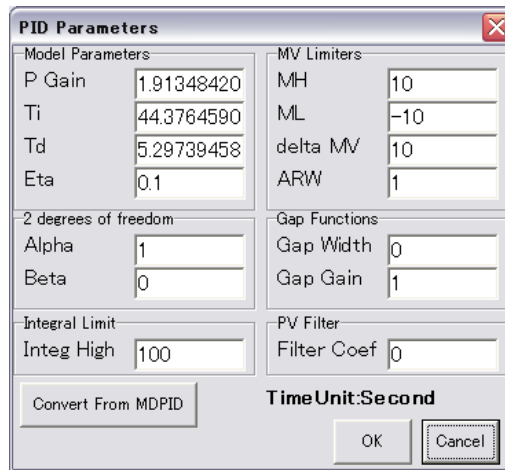 PID Parameters
Model Parameters
P Gain 1.91348420
Ti 44.3764590
Td 5.29739458
Eta 0.1
MV Limiters
MH 10
ML -10
delta MV 10
ARW 1
2 degrees of freedom
Alpha 1
Beta 0
Gap Functions
Gap Width 0
Gap Gain 1
Integral Limit
Integ High 100
PV Filter
Filter Coef 0
Convert From MDPID
TimeUnit:Second
OK
Cancel